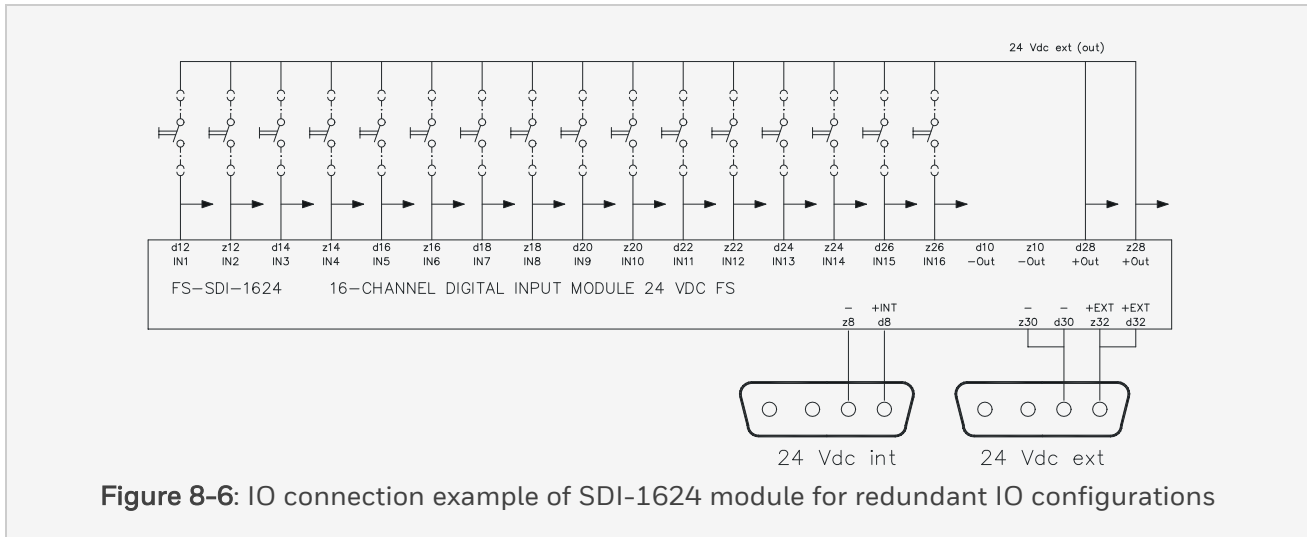 24 Vdc ext (out)
d12 z12 d14 z14 d16 z16 d18 z18 d20 z20 d22 z22 d24 z24 d26 z26 d10 z10 d28 z28
IN1 IN2 IN3 IN4 IN5 IN6 IN7 IN8 IN9 IN10 IN11 IN12 IN13 IN14 IN15 IN16 -Out -Out +Out +Out
FS-SDI-1624 16-CHANNEL DIGITAL INPUT MODULE 24 VDC FS
- +INT - - +EXT +EXT
z8 d8 z30 d30 z32 d32
24 Vdc int 24 Vdc ext
Figure 8-6: IO connection example of SDI-1624 module for redundant IO configurations